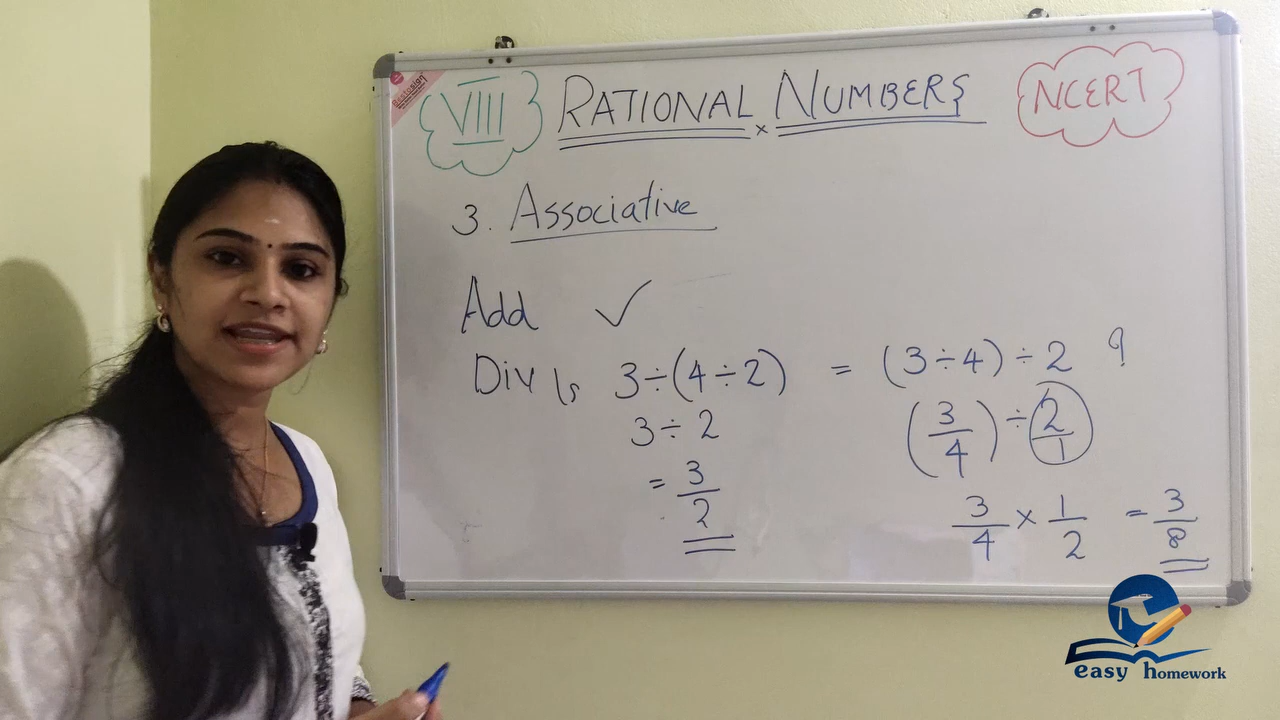 VIII RATIONAL NUMBERS NCERT
×
3. Associative
Add ✓
Div Is 3÷(4÷2) = (3÷4)÷2 ?
3÷2 (3/4) ÷ 2/1
= 3/2 3/4 × 1/2 = 3/8
easy Homework